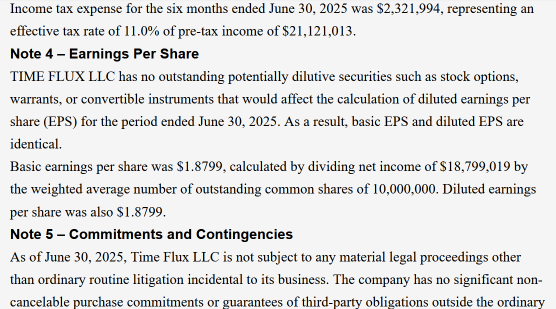 Income tax expense for the six months ended June 30, 2025 was $2,321,994, representing an
effective tax rate of 11.0% of pre-tax income of $21,121,013.
Note 4 – Earnings Per Share
TIME FLUX LLC has no outstanding potentially dilutive securities such as stock options,
warrants, or convertible instruments that would affect the calculation of diluted earnings per
share (EPS) for the period ended June 30, 2025. As a result, basic EPS and diluted EPS are
identical.
Basic earnings per share was $1.8799, calculated by dividing net income of $18,799,019 by
the weighted average number of outstanding common shares of 10,000,000. Diluted earnings
per share was also $1.8799.
Note 5 – Commitments and Contingencies
As of June 30, 2025, Time Flux LLC is not subject to any material legal proceedings other
than ordinary routine litigation incidental to its business. The company has no significant non-
cancelable purchase commitments or guarantees of third-party obligations outside the ordinary